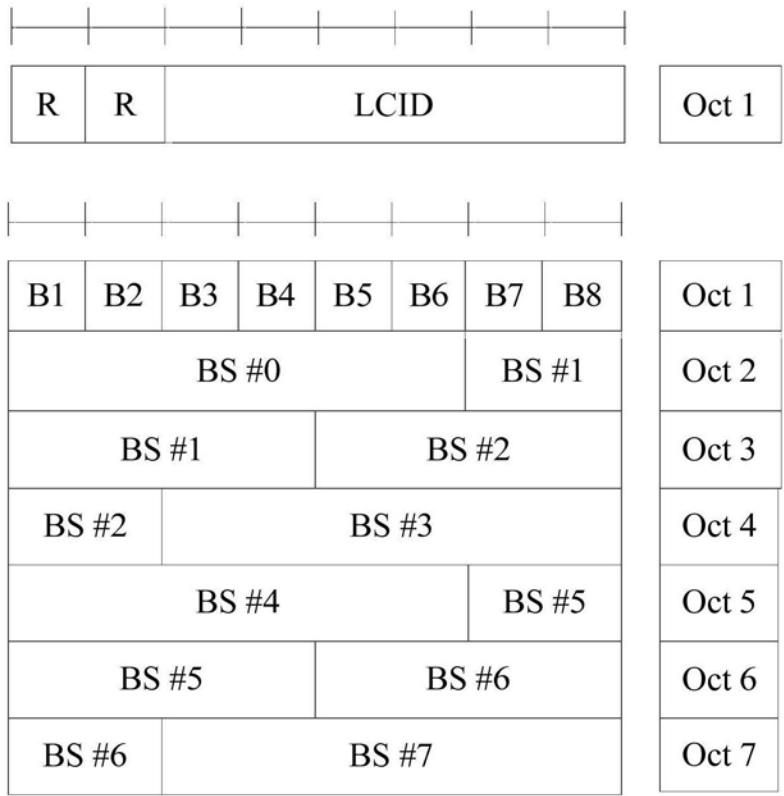 R R LCID Oct 1
B1 B2 B3 B4 B5 B6 B7 B8 Oct 1
BS #0 BS #1 Oct 2
BS #1 BS #2 Oct 3
BS #2 BS #3 Oct 4
BS #4 BS #5 Oct 5
BS #5 BS #6 Oct 6
BS #6 BS #7 Oct 7